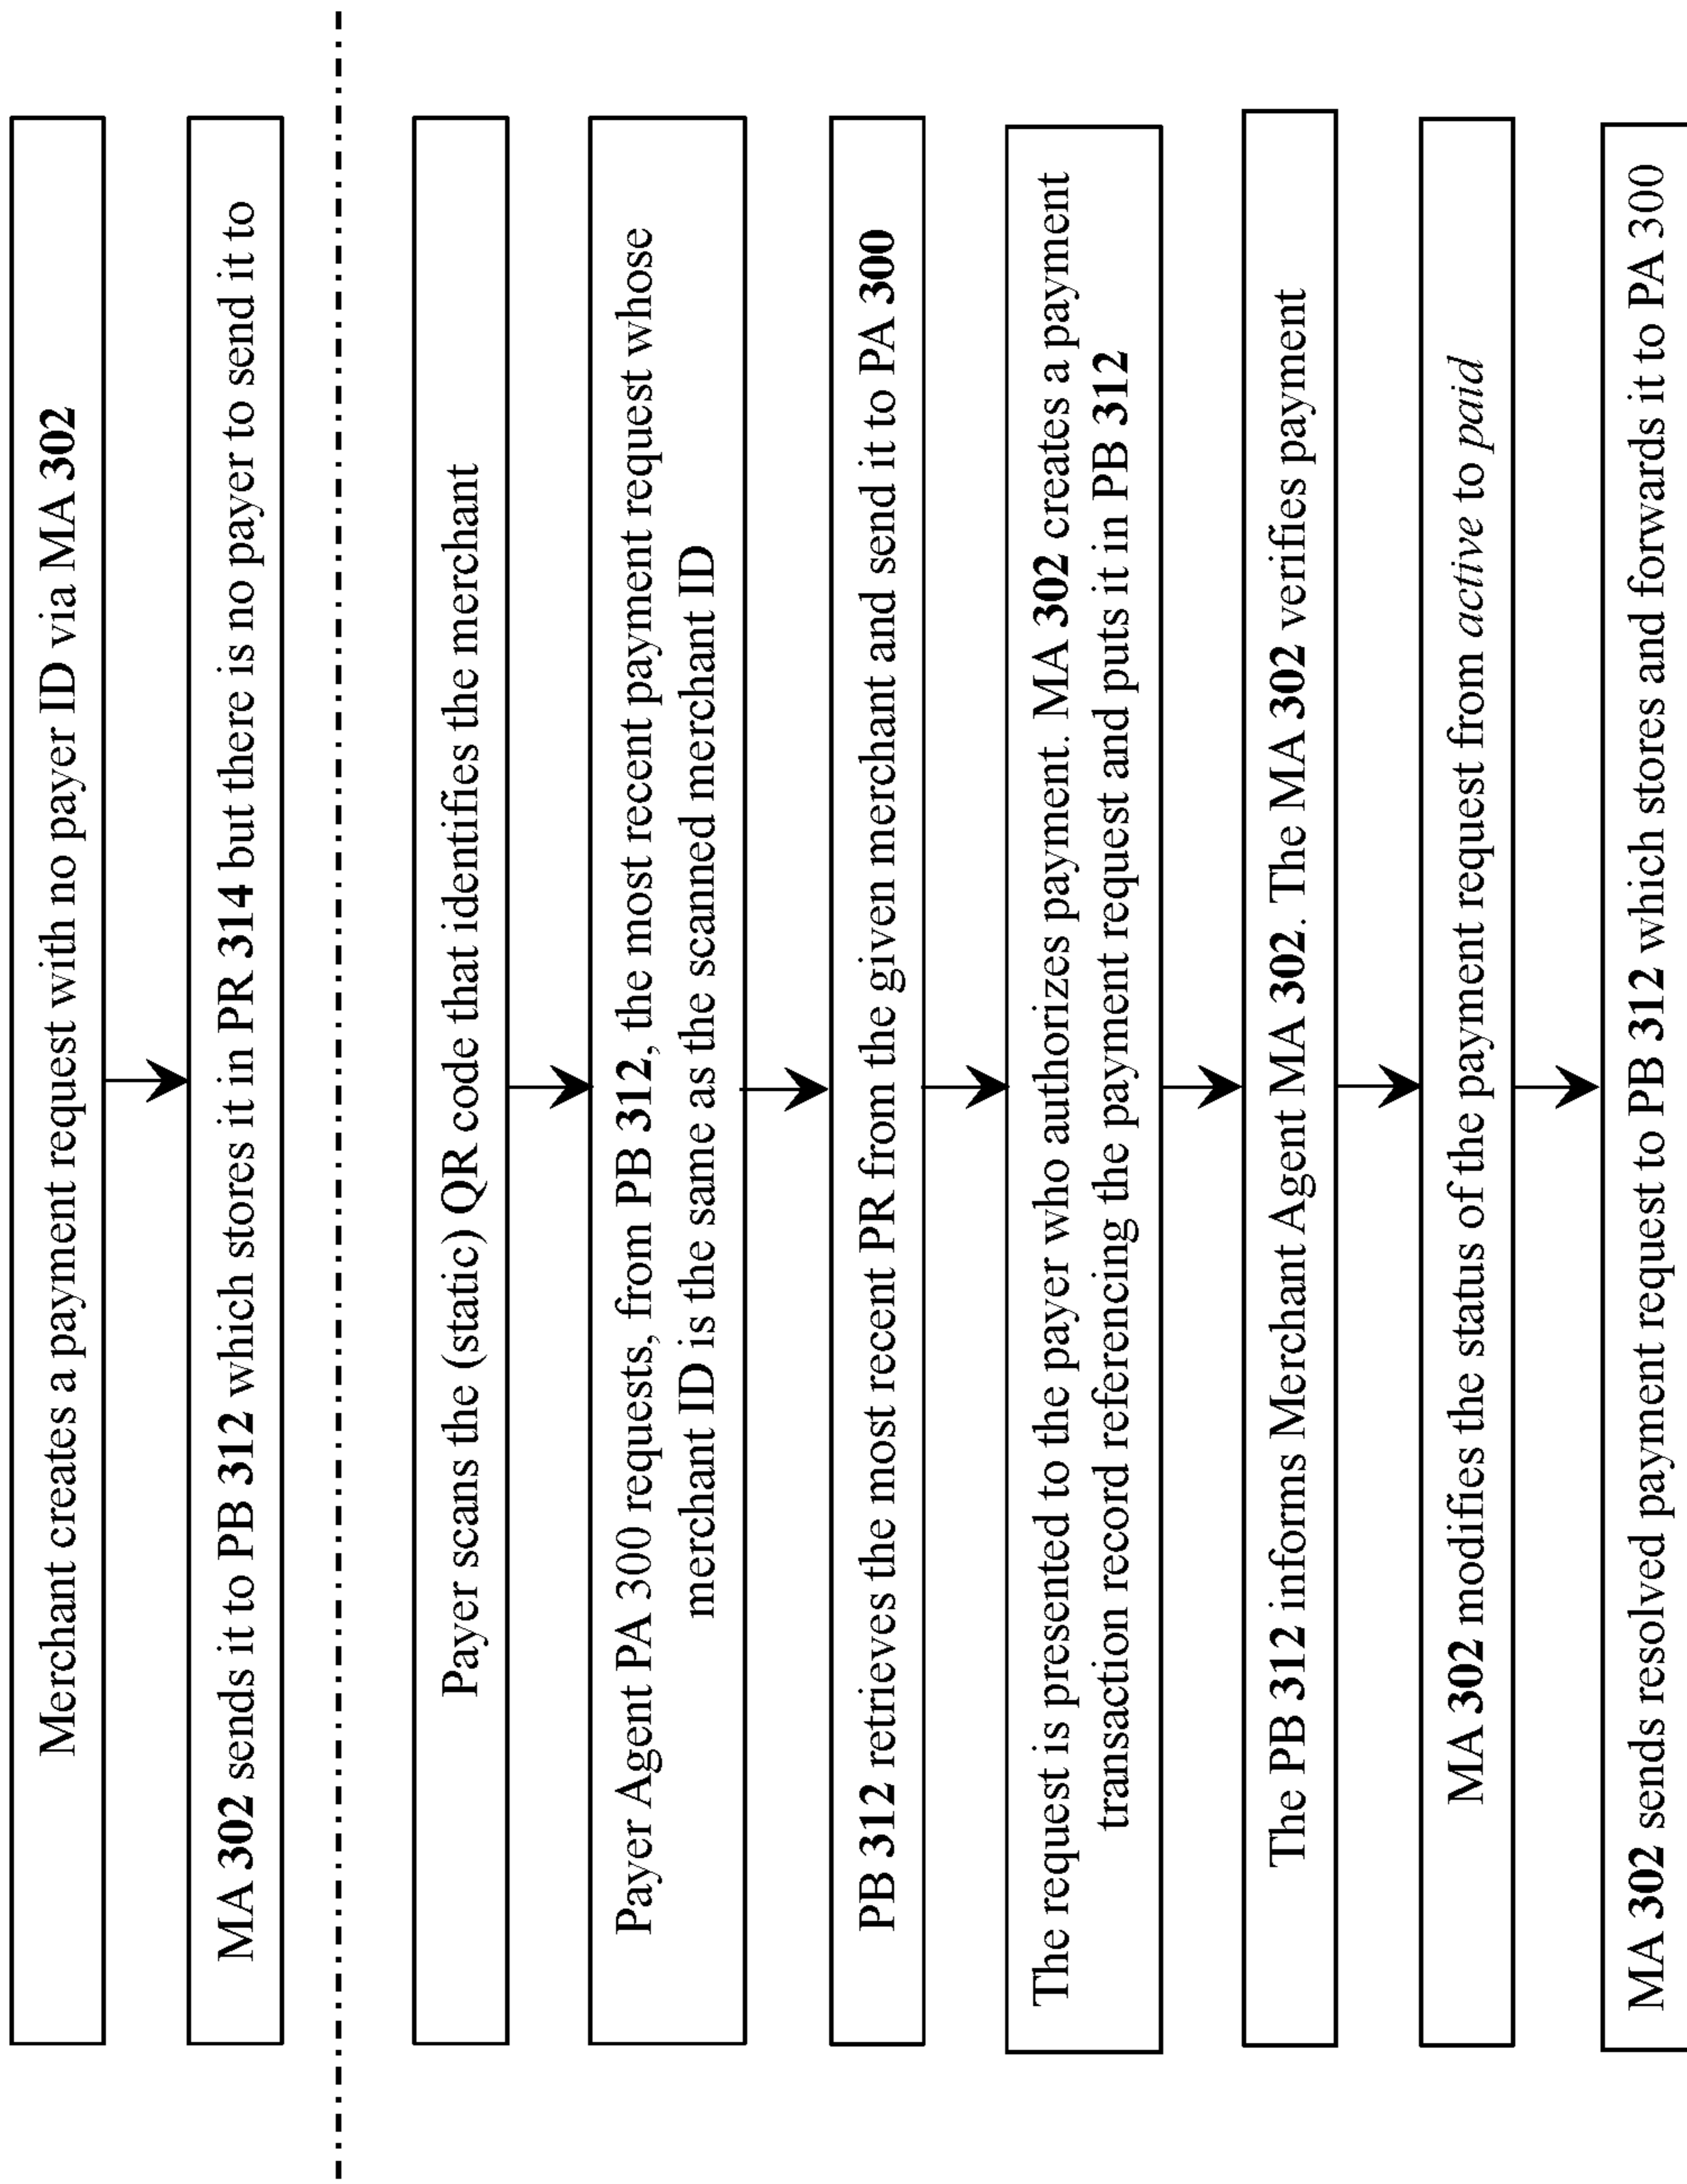 Merchant creates a payment request with no payer ID via MA 302
MA 302 sends it to PB 312 which stores it in PR 314 but there is no payer to send it to
Payer scans the (static) QR code that identifies the merchant
Payer Agent PA 300 requests, from PB 312, the most recent payment request whose
merchant ID is the same as the scanned merchant ID
PB 312 retrieves the most recent PR from the given merchant and send it to PA 300
The request is presented to the payer who authorizes payment. MA 302 creates a payment
transaction record referencing the payment request and puts it in PB 312
The PB 312 informs Merchant Agent MA 302. The MA 302 verifies payment
MA 302 modifies the status of the payment request from active to paid
MA 302 sends resolved payment request to PB 312 which stores and forwards it to PA 300